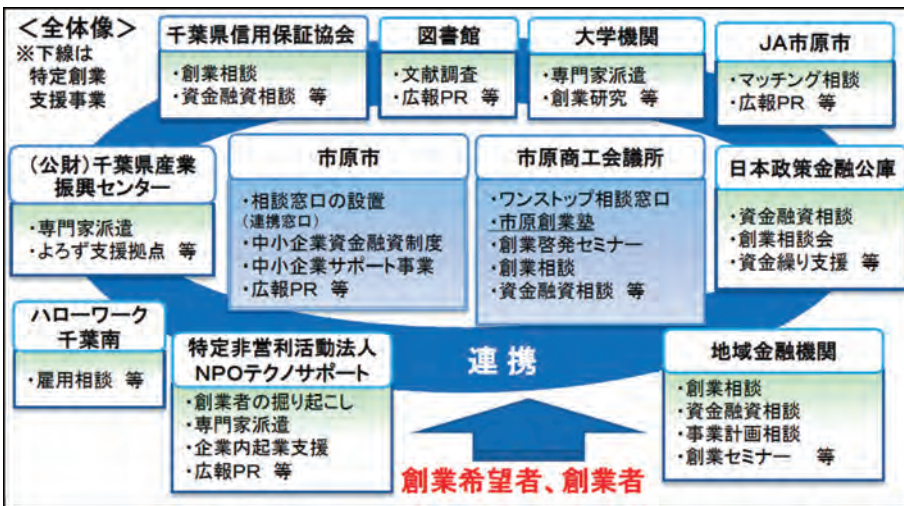 ＜全体像＞
※下線は
特定創業
支援事業
千葉県信用保証協会
・創業相談
・資金融資相談 等
図書館
・文献調査
・広報PR 等
大学機関
・専門家派遣
・創業研究 等
JA市原市
・マッチング相談
・広報PR 等
(公財)千葉県産業
振興センター
・専門家派遣
・よろず支援拠点 等
市原市
・相談窓口の設置
(連携窓口)
・中小企業資金融資制度
・中小企業サポート事業
・広報PR 等
市原商工会議所
・ワンストップ相談窓口
・市原創業塾
・創業啓発セミナー
・創業相談
・資金融資相談 等
日本政策金融公庫
・資金融資相談
・創業相談会
・資金繰り支援 等
ハローワーク
千葉南
・雇用相談 等
特定非営利活動法人
NPOテクノサポート
・創業者の掘り起こし
・専門家派遣
・企業内起業支援
・広報PR 等
連携
地域金融機関
・創業相談
・資金融資相談
・事業計画相談
・創業セミナー 等
創業希望者、創業者